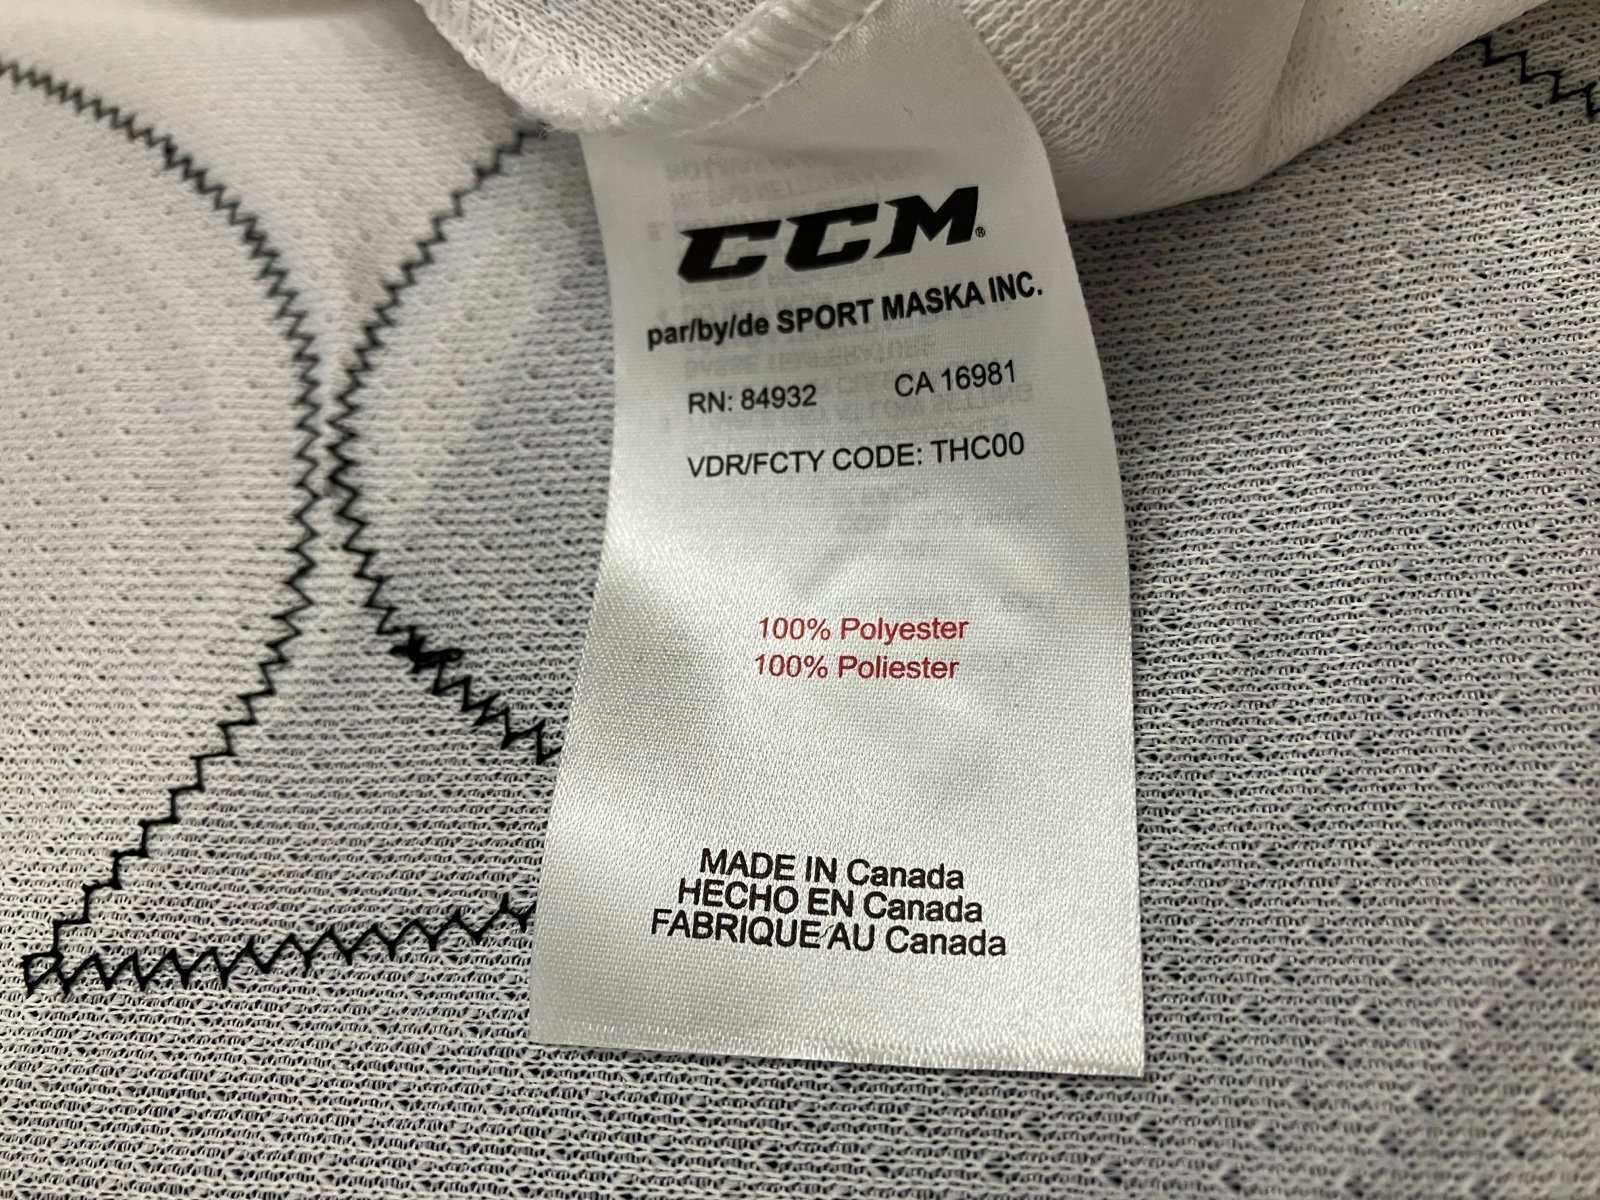 CCM®
par/by/de SPORT MASKA INC.
RN: 84932 CA 16981
VDR/FCTY CODE: THC00
100% Polyester
100% Poliester
MADE IN Canada
HECHO EN Canada
FABRIQUE AU Canada